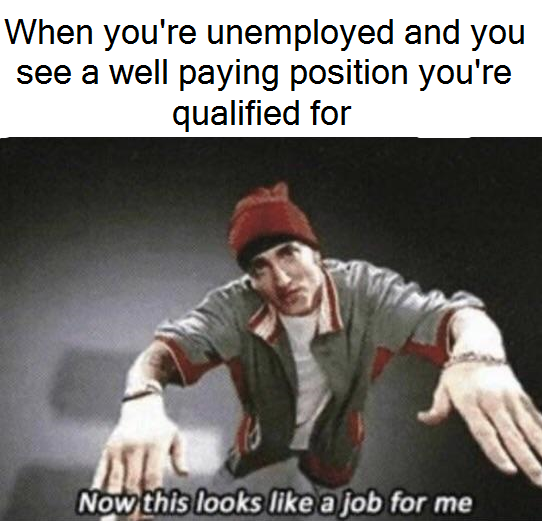 When you're unemployed and you
see a well paying position you're
qualified for
Now this looks like a job for me